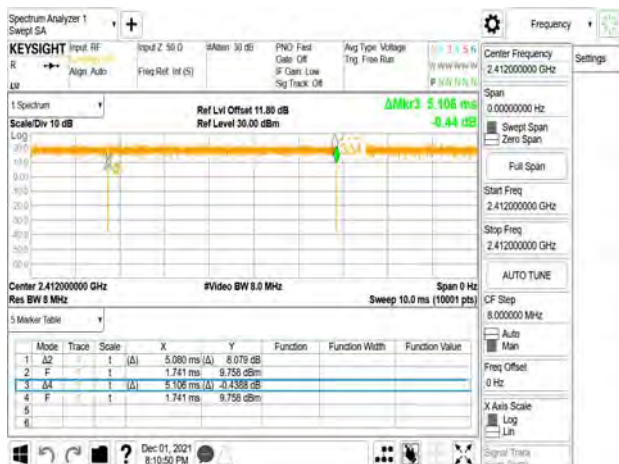 Spectrum Analyzer 1
Swept SA
+
Frequency
KEYSIGHT
Input: RF
Input Z: 50 Ω
#Atten: 30 dB
PNO: Fast
Avg Type: Voltage
R
Align: Auto
Freq Ref: Int (S)
Gate: Off
Trig: Free Run
IF Gain: Low
Sig Track: Off
1 Spectrum
Scale/Div 10 dB
Ref Lvl Offset 11.80 dB
Ref Level 30.00 dBm
ΔMkr3 5.106 ms
-0.44 dB
Log
Center 2.412000000 GHz
#Video BW 8.0 MHz
Span 0 Hz
Res BW 8 MHz
Sweep 10.0 ms (10001 pts)
5 Marker Table
Mode Trace Scale X Y Function Function Width Function Value
1 Δ2 t (Δ) 5.080 ms (Δ) 8.079 dB
2 F t 1.741 ms 9.758 dBm
3 Δ4 t (Δ) 5.106 ms (Δ) -0.4388 dB
4 F t 1.741 ms 9.758 dBm
5
6
Dec 01, 2021
8:10:50 PM
Center Frequency
2.412000000 GHz
Settings
Span
0.00000000 Hz
Swept Span
Zero Span
Full Span
Start Freq
2.412000000 GHz
Stop Freq
2.412000000 GHz
AUTO TUNE
CF Step
8.000000 MHz
Auto
Man
Freq Offset
0 Hz
X Axis Scale
Log
Lin
Signal Track